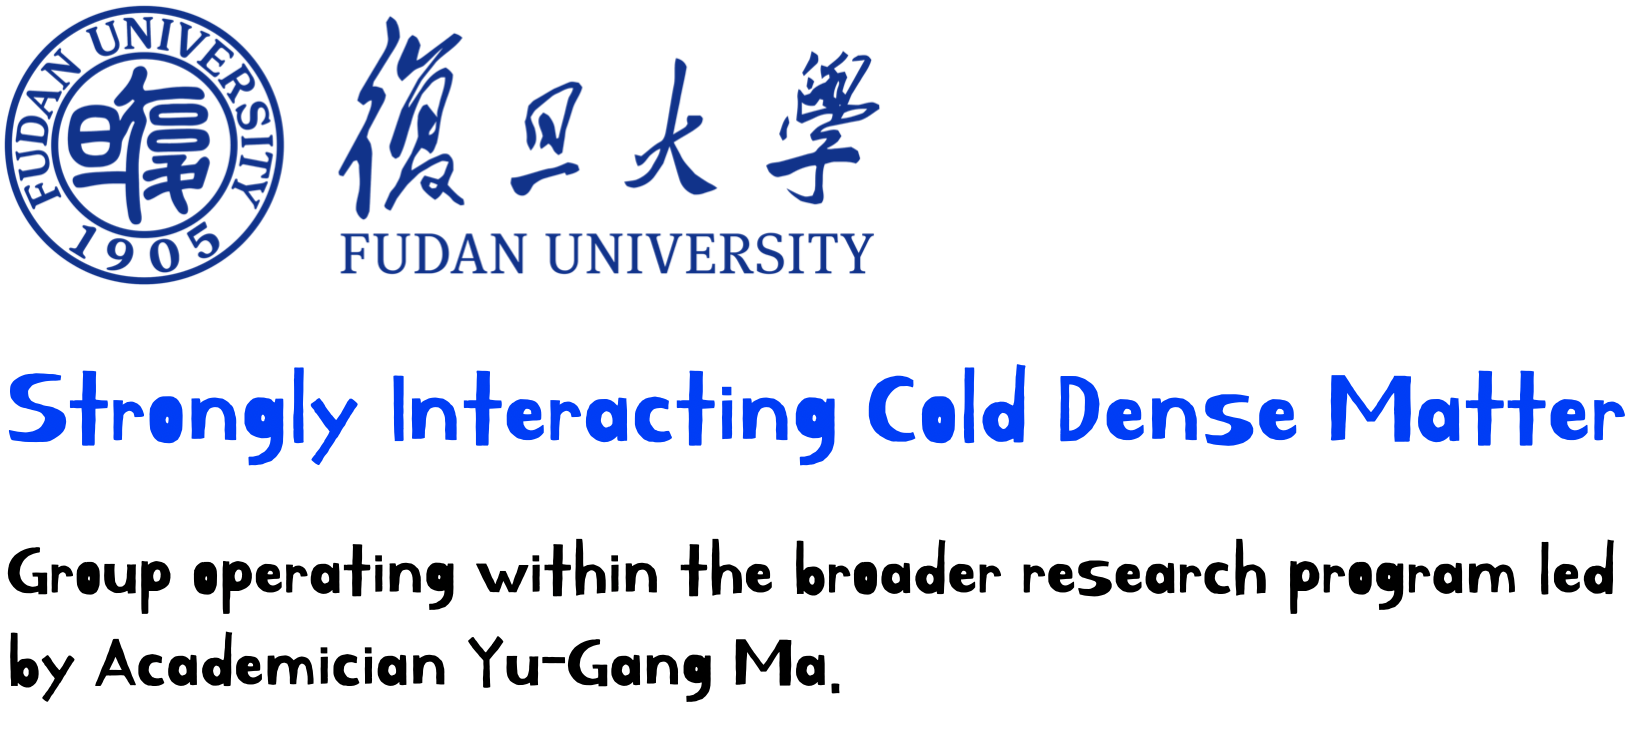 FUDAN UNIVERSITY
復旦
1905
復旦大學
FUDAN UNIVERSITY
Strongly Interacting Cold Dense Matter
Group operating within the broader research program led
by Academician Yu-Gang Ma.